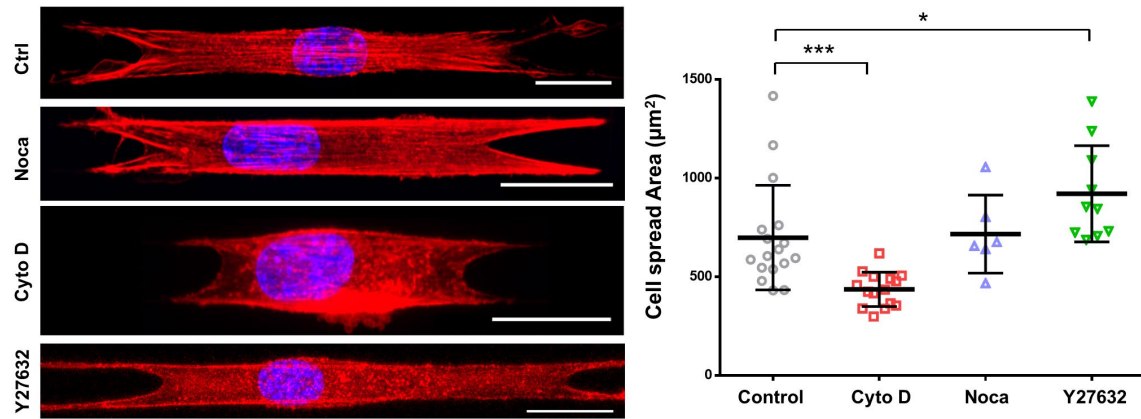 Ctrl
Noca
Cyto D
Y27632
*
***
Cell spread Area (µm²)
1500
1000
500
0
Control
Cyto D
Noca
Y27632